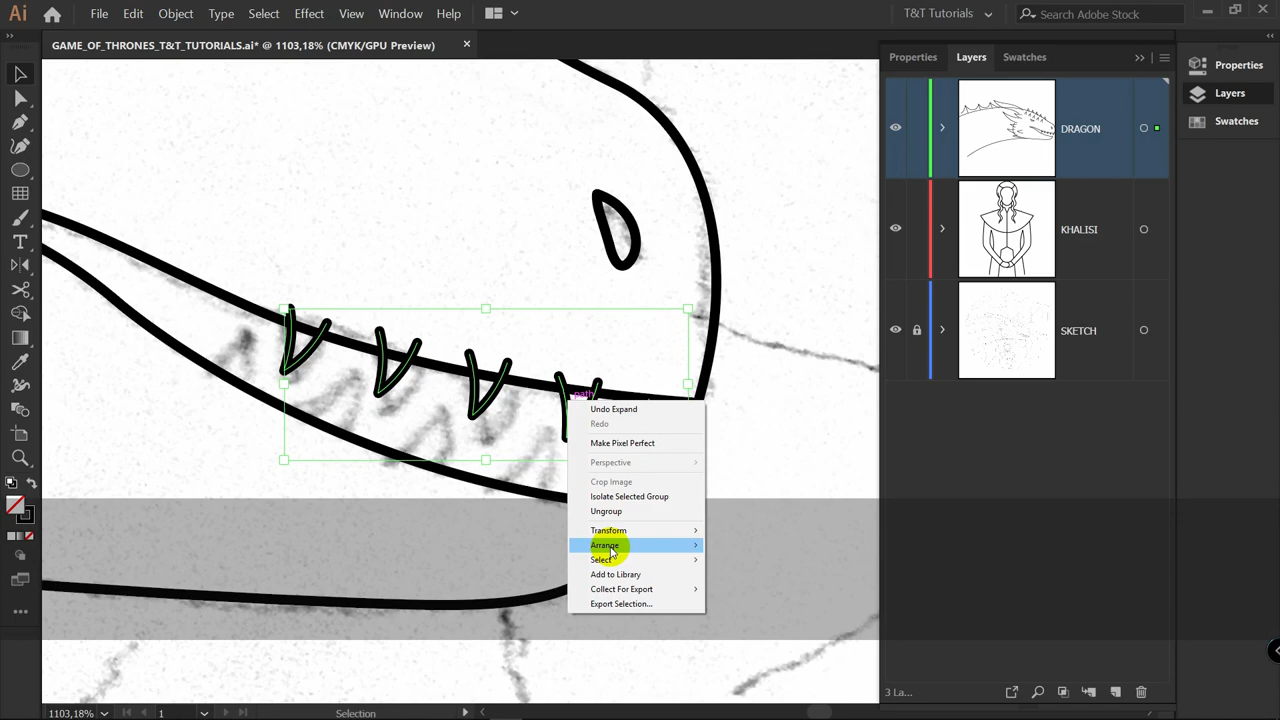 Ai File Edit Object Type Select Effect View Window Help T&T Tutorials Search Adobe Stock
GAME_OF_THRONES_T&T_TUTORIALS.ai* @ 1103,18% (CMYK/GPU Preview)
Properties Layers Swatches
Properties
Layers
Swatches
DRAGON
KHALISI
SKETCH
path
Undo Expand
Redo
Make Pixel Perfect
Perspective
Crop Image
Isolate Selected Group
Ungroup
Transform
Arrange
Select
Add to Library
Collect For Export
Export Selection...
3 La...
1103,18% 1 Selection